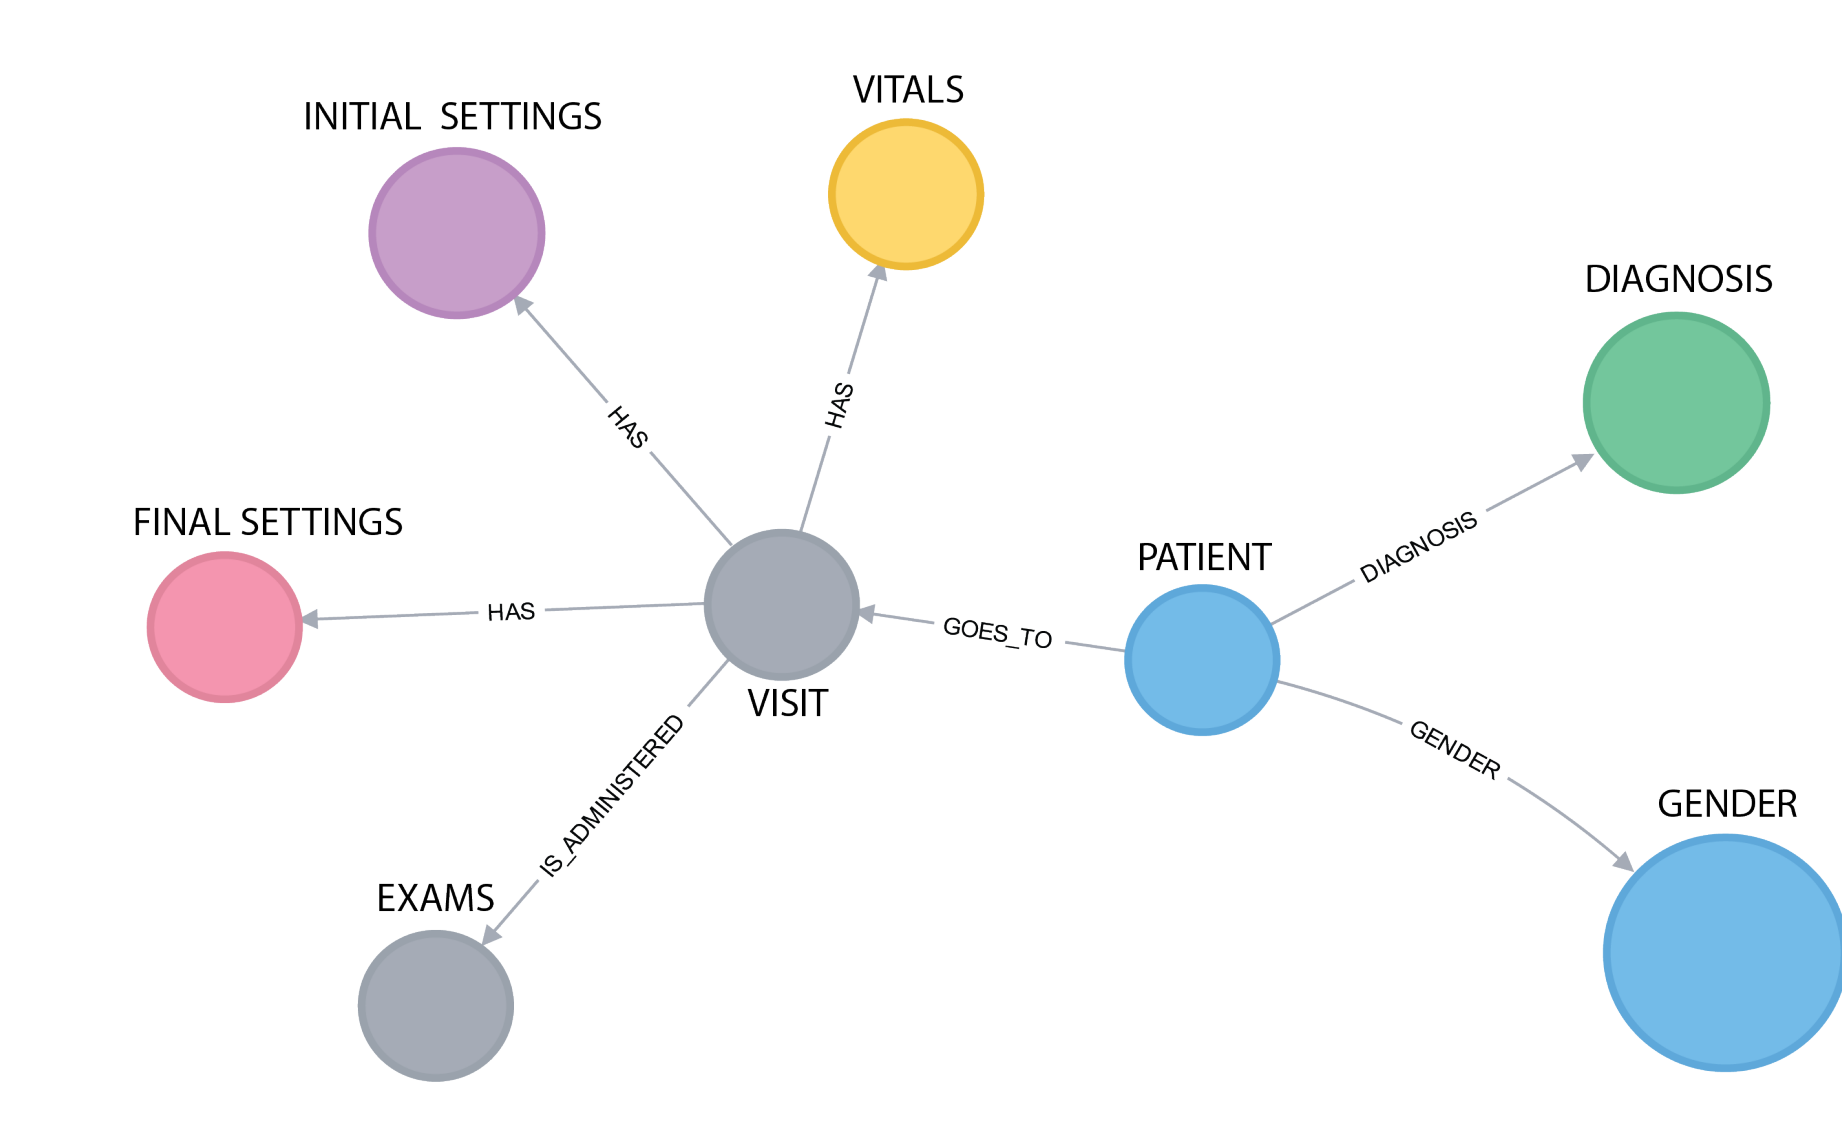 VITALS
INITIAL SETTINGS
DIAGNOSIS
HAS
HAS
FINAL SETTINGS
DIAGNOSIS
PATIENT
HAS
GOES_TO
VISIT
GENDER
IS_ADMINISTERED
GENDER
EXAMS